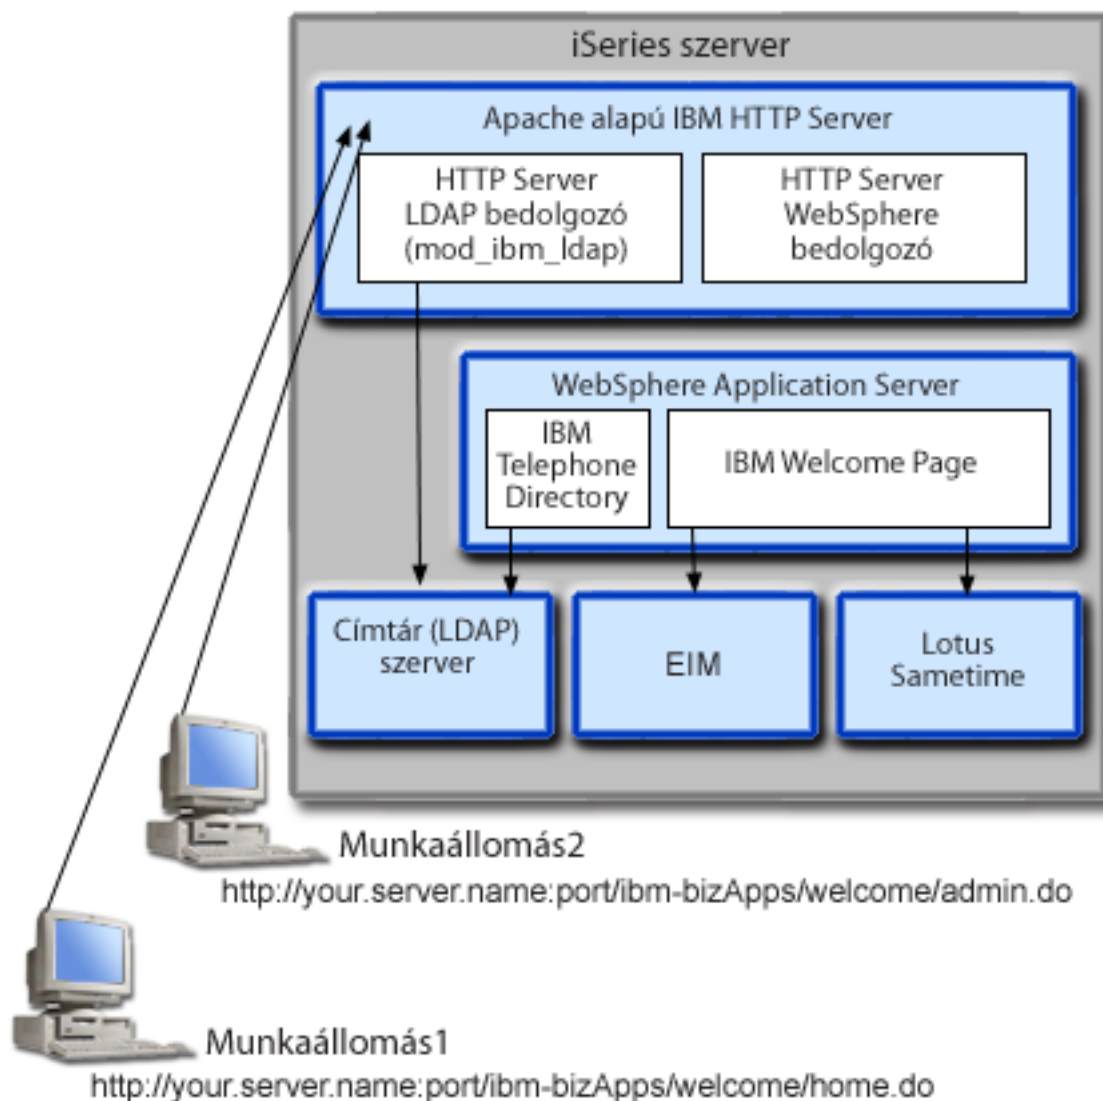 iSeries szerver
Apache alapú IBM HTTP Server
HTTP Server
LDAP bedolgozó
(mod_ibm_ldap)
HTTP Server
WebSphere
bedolgozó
WebSphere Application Server
IBM
Telephone
Directory
IBM Welcome Page
Címtár (LDAP)
szerver
EIM
Lotus
Sametime
Munkaállomás2
http://your.server.name:port/ibm-bizApps/welcome/admin.do
Munkaállomás1
http://your.server.name:port/ibm-bizApps/welcome/home.do